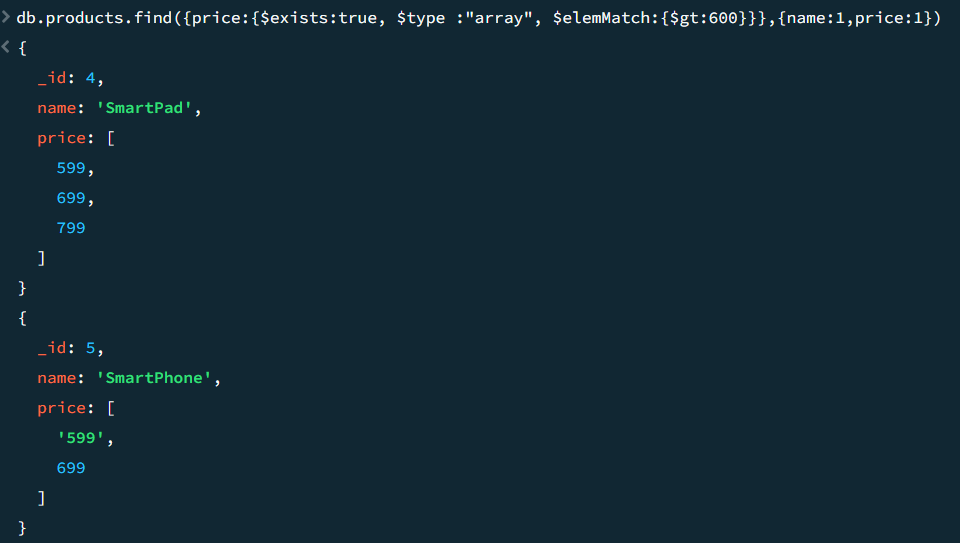 > db.products.find({price:{$exists:true, $type :"array", $elemMatch:{$gt:600}}},{name:1,price:1})
< {
_id: 4,
name: 'SmartPad',
price: [
599,
699,
799
]
}
{
_id: 5,
name: 'SmartPhone',
price: [
'599',
699
]
}